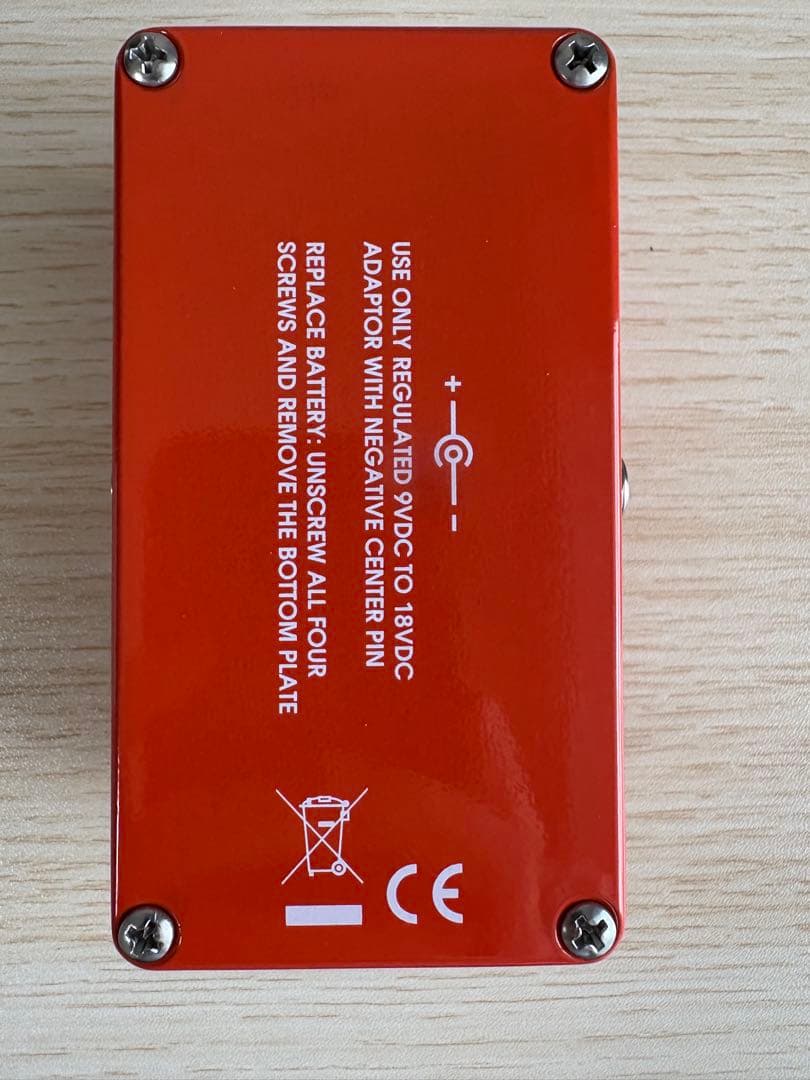 + -
USE ONLY REGULATED 9VDC TO 18VDC
ADAPTOR WITH NEGATIVE CENTER PIN
REPLACE BATTERY: UNSCREW ALL FOUR
SCREWS AND REMOVE THE BOTTOM PLATE
CE